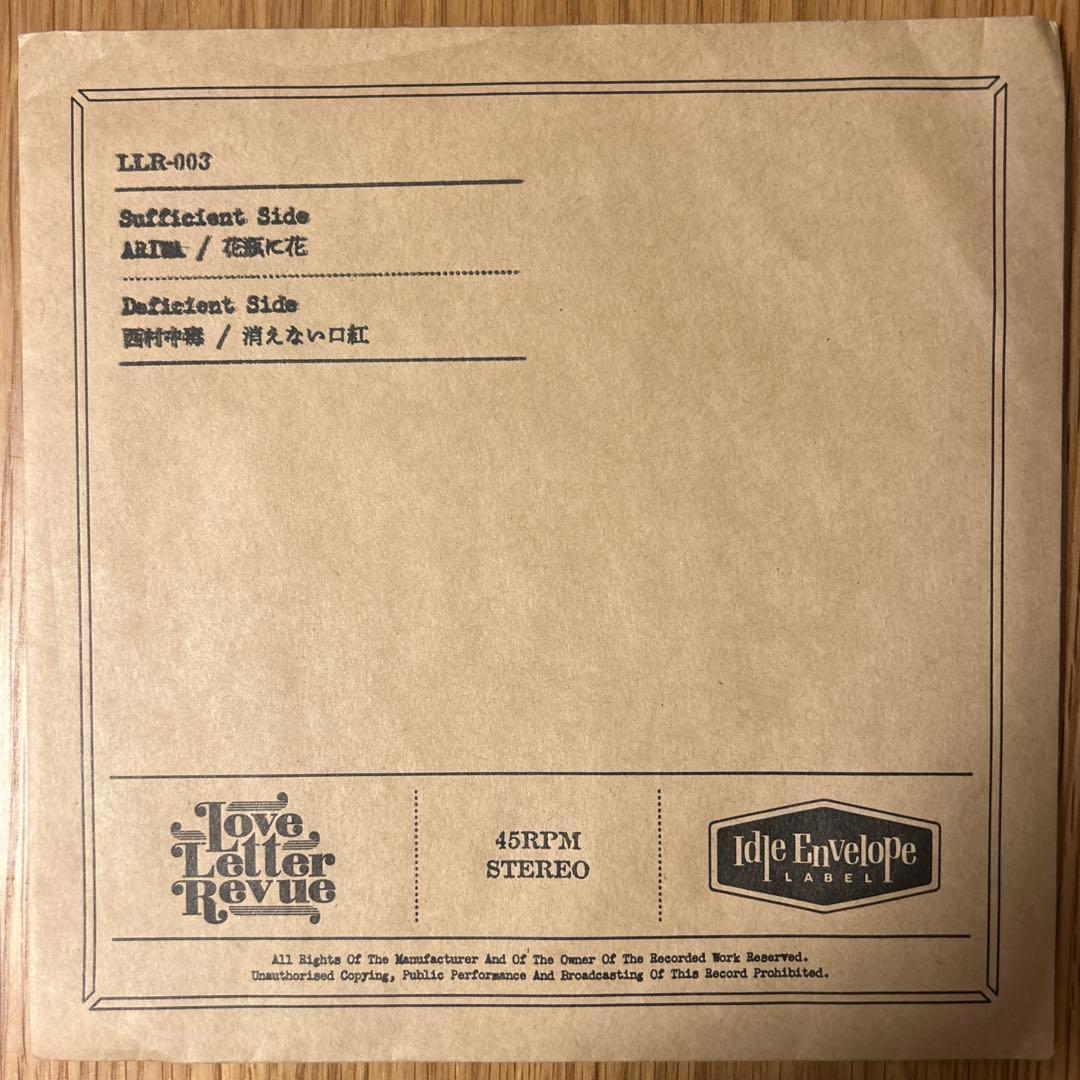 LLR-003
Sufficient Side
ARIWA / 花瓶に花
Deficient Side
西村中毒 / 消えない口紅
Love
Letter
Revue
45RPM
STEREO
Idle Envelope
LABEL
All Rights Of The Manufacturer And Of The Owner Of The Recorded Work Reserved.
Unauthorised Copying, Public Performance And Broadcasting Of This Record Prohibited.